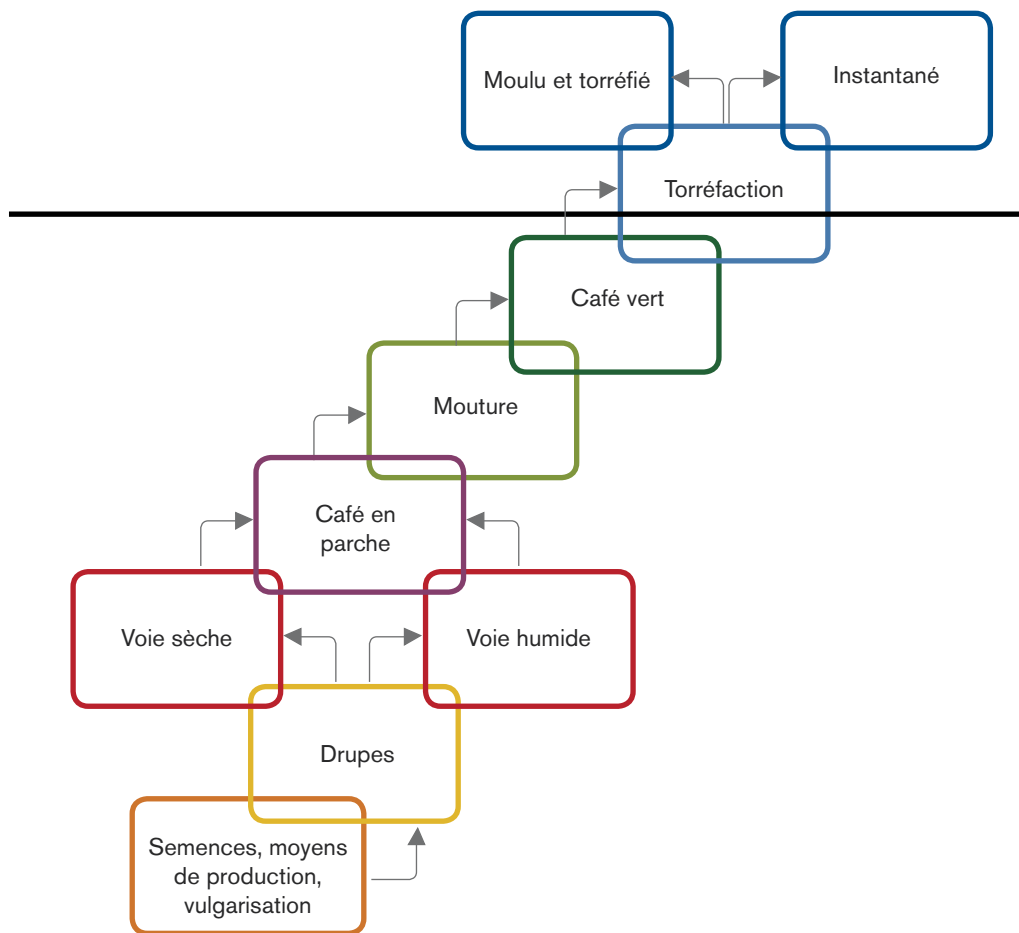 Moulu et torréfié
Instantané
Torréfaction
Café vert
Mouture
Café en
parche
Voie sèche
Voie humide
Drupes
Semences, moyens
de production,
vulgarisation